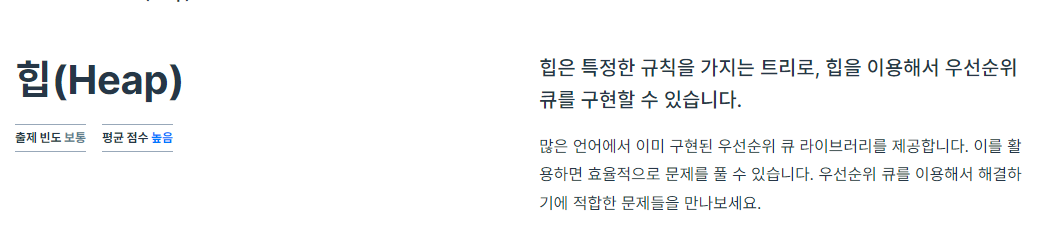 힙(Heap)
출제 빈도 보통 평균 점수 높음
힙은 특정한 규칙을 가지는 트리로, 힙을 이용해서 우선순위
큐를 구현할 수 있습니다.
많은 언어에서 이미 구현된 우선순위 큐 라이브러리를 제공합니다. 이를 활
용하면 효율적으로 문제를 풀 수 있습니다. 우선순위 큐를 이용해서 해결하
기에 적합한 문제들을 만나보세요.